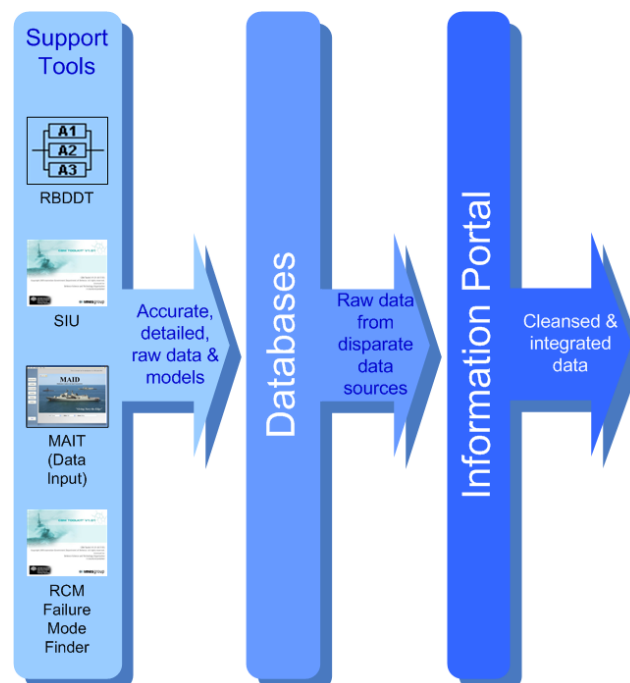 Support
Tools
A1
A2
A3
RBDDT
SIU
MAID
MAIT
(Data
Input)
RCM
Failure
Mode
Finder
Accurate,
detailed,
raw data &
models
Databases
Raw data
from
disparate
data
sources
Information Portal
Cleansed &
integrated
data